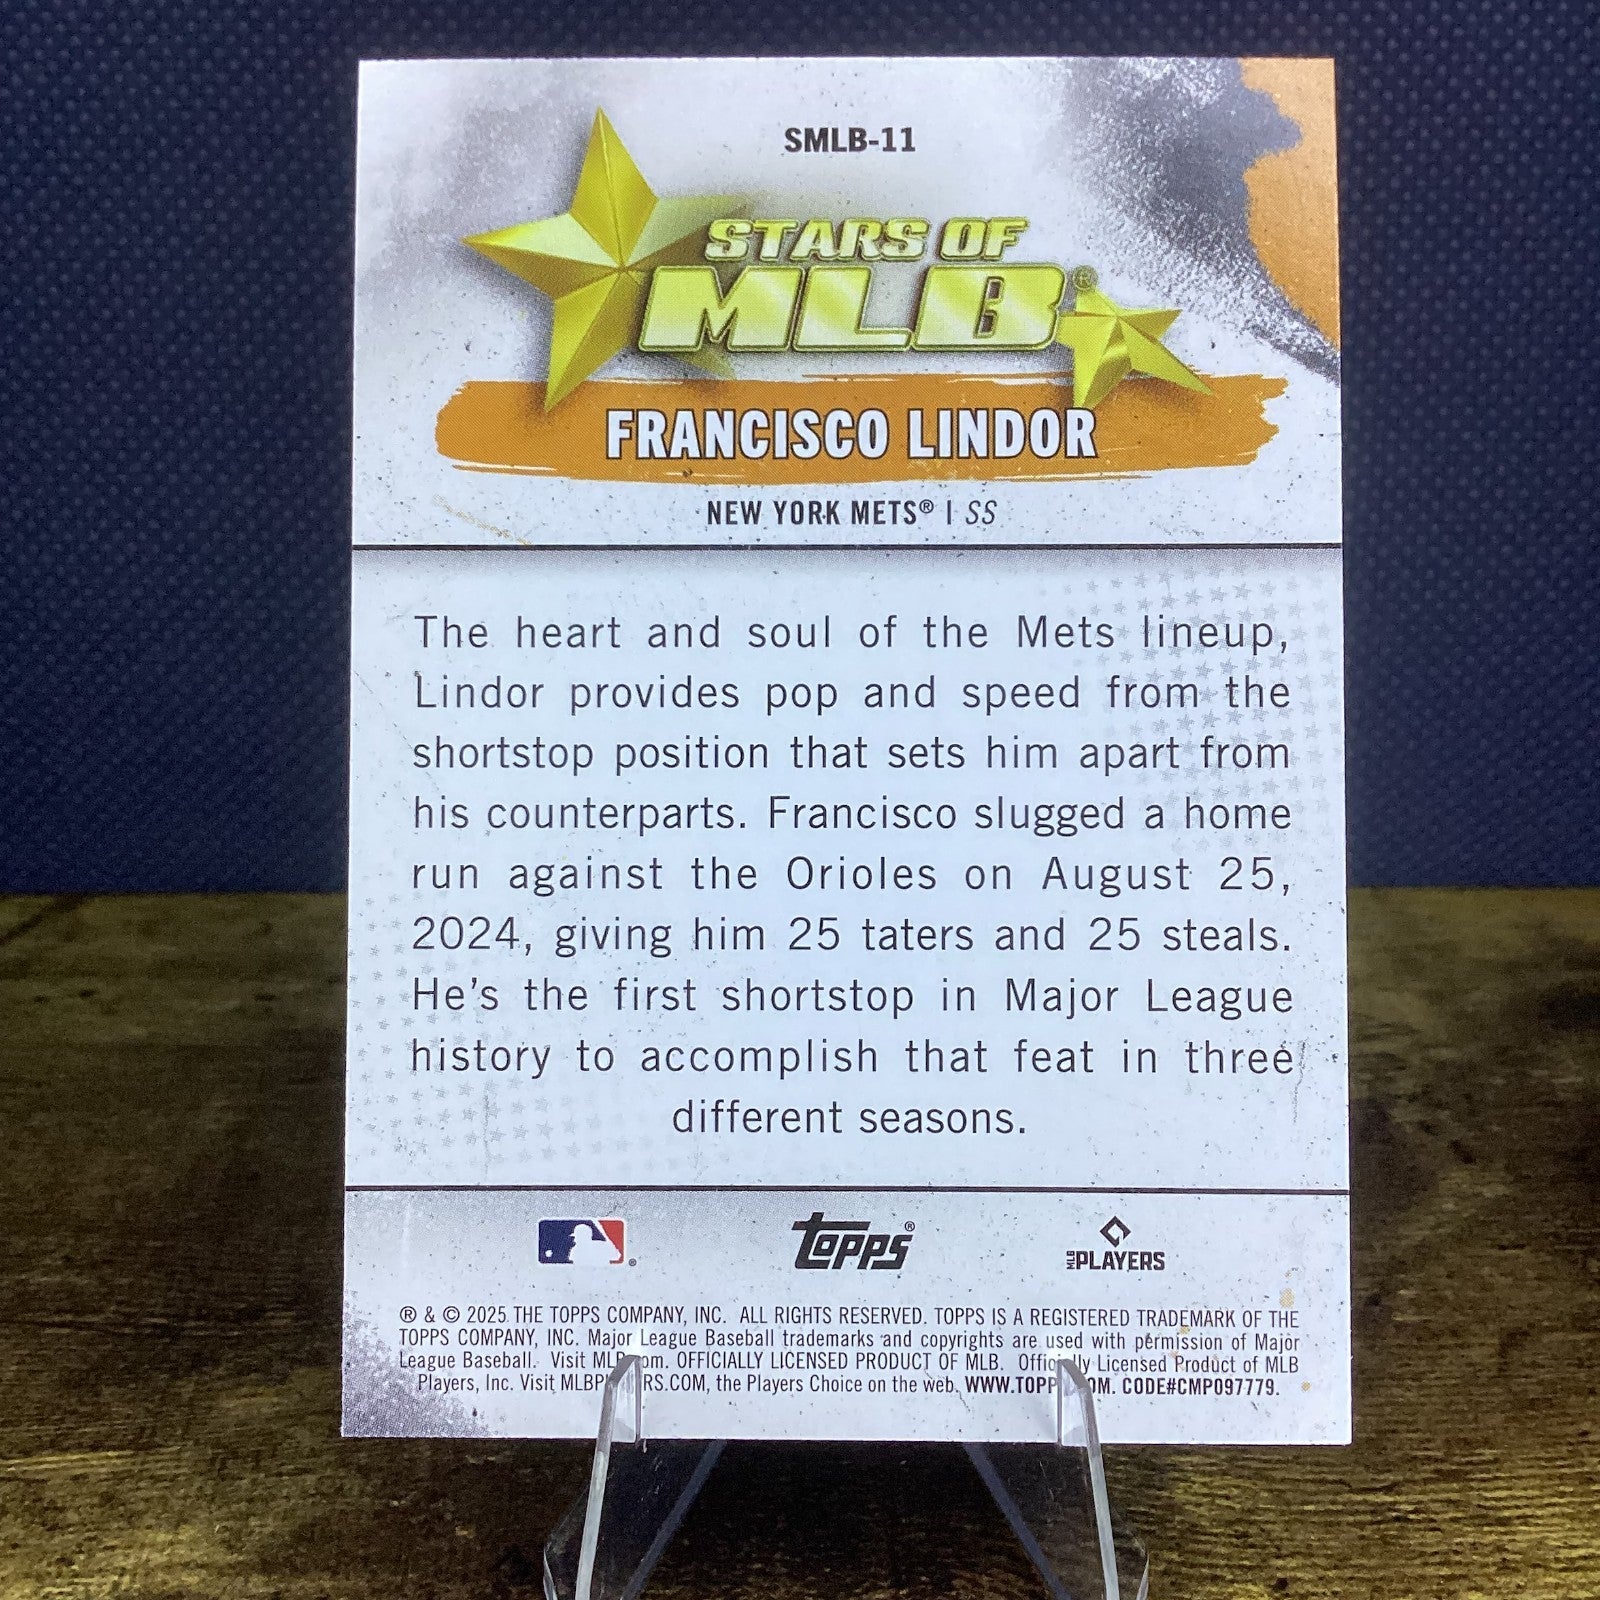 SMLB-11
STARS OF
MLB®
FRANCISCO LINDOR
NEW YORK METS® | SS
The heart and soul of the Mets lineup,
Lindor provides pop and speed from the
shortstop position that sets him apart from
his counterparts. Francisco slugged a home
run against the Orioles on August 25,
2024, giving him 25 taters and 25 steals.
He's the first shortstop in Major League
history to accomplish that feat in three
different seasons.
topps® MLB PLAYERS
® & © 2025 THE TOPPS COMPANY, INC. ALL RIGHTS RESERVED. TOPPS IS A REGISTERED TRADEMARK OF THE
TOPPS COMPANY, INC. Major League Baseball trademarks and copyrights are used with permission of Major
League Baseball. Visit OFFICIALLY LICENSED PRODUCT OF MLB. Licensed Product of MLB
Players, Inc. Visit the Players Choice on the web. CODE#CMP097779.